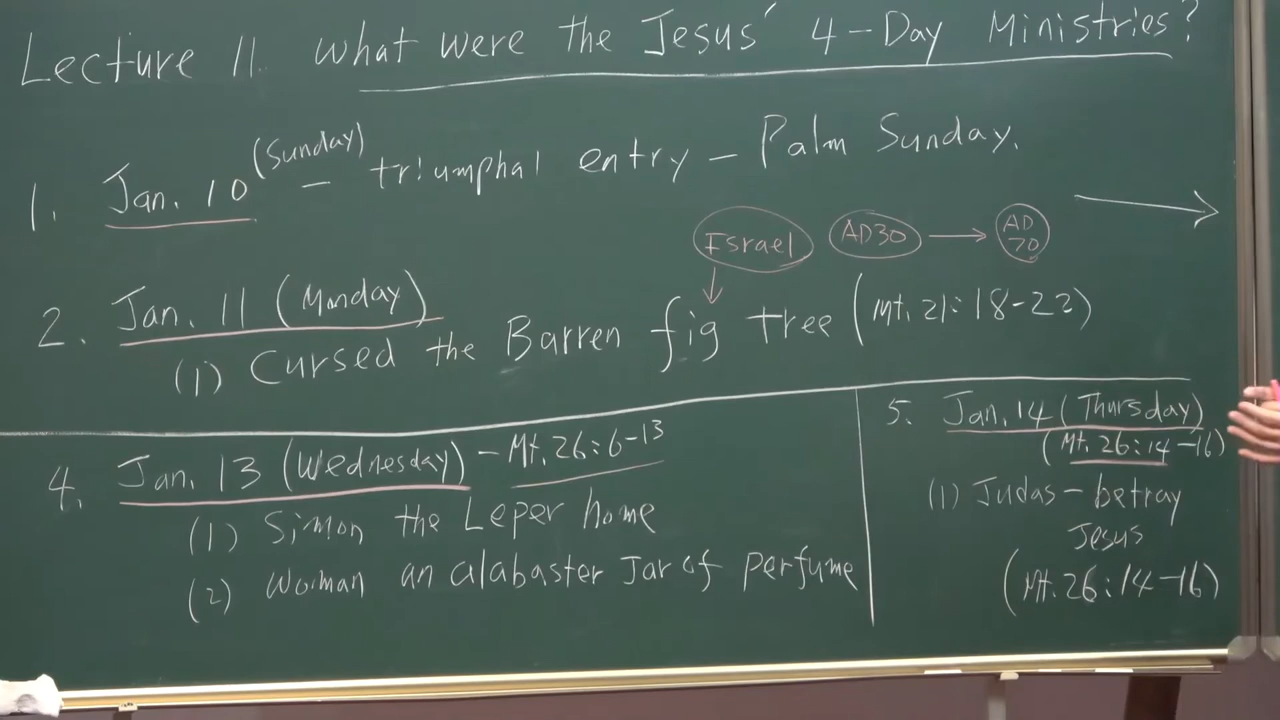 Lecture 11. What were the Jesus' 4-Day Ministries?
1. Jan. 10 (Sunday) - triumphal entry - Palm Sunday.
Israel AD30 → AD 70
2. Jan. 11 (Monday)
(1) Cursed the Barren fig tree (Mt. 21:18-22)
4. Jan. 13 (Wednesday) - Mt. 26:6-13
(1) Simon the Leper home
(2) Woman an alabaster Jar of perfume
5. Jan. 14 (Thursday)
(Mt. 26:14-16)
(1) Judas - betray
Jesus
(Mt. 26:14-16)